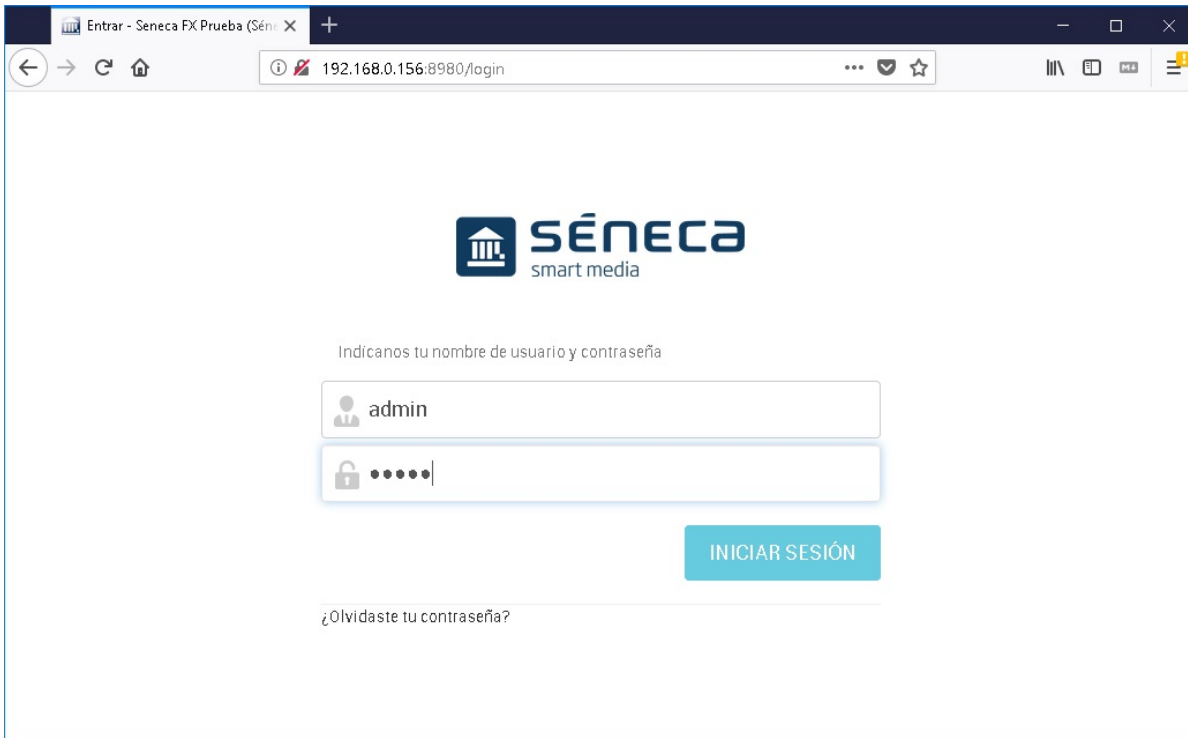 Entrar - Seneca FX Prueba (Séne
192.168.0.156:8980/login
séneca
smart media
Indícanos tu nombre de usuario y contraseña
admin
•••••
INICIAR SESIÓN
¿Olvidaste tu contraseña?